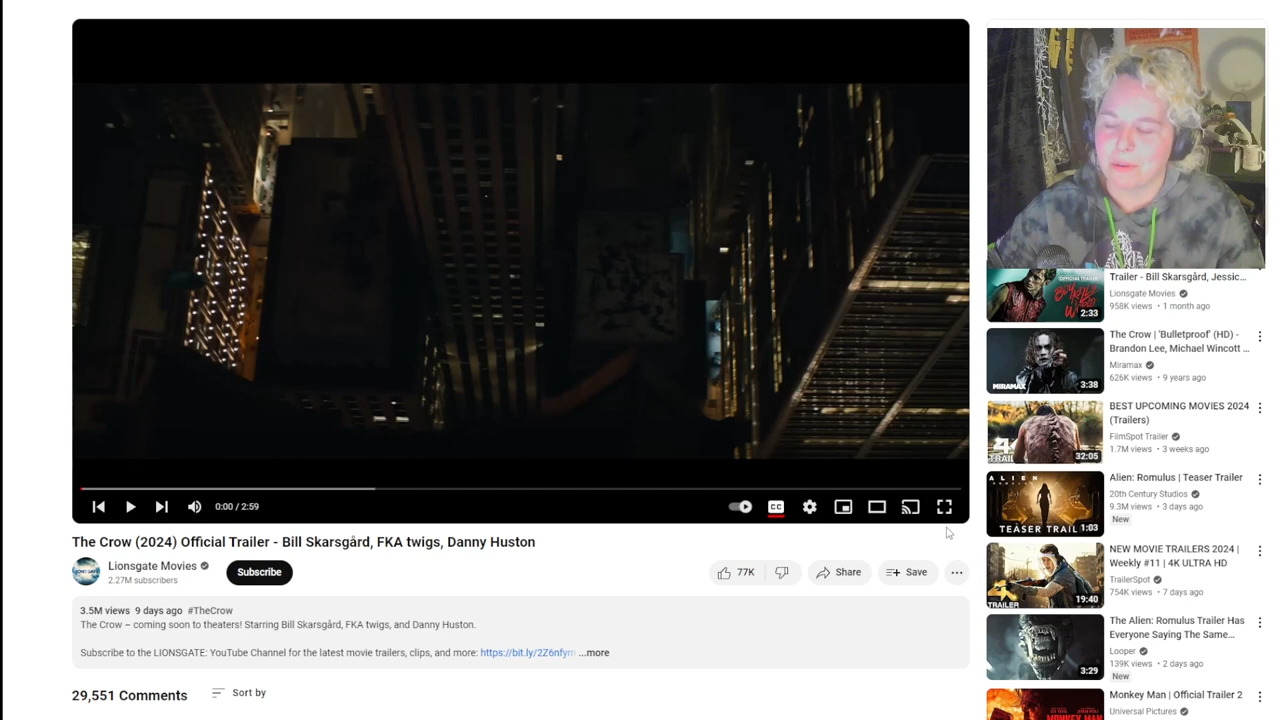 0:00 / 2:59
CC
The Crow (2024) Official Trailer - Bill Skarsgård, FKA twigs, Danny Huston
Lionsgate Movies
2.27M subscribers
Subscribe
77K
Share
Save
3.5M views 9 days ago #TheCrow
The Crow – coming soon to theaters! Starring Bill Skarsgård, FKA twigs, and Danny Huston.
Subscribe to the LIONSGATE: YouTube Channel for the latest movie trailers, clips, and more: https://bit.ly/2Z6nfym ...more
29,551 Comments
Sort by
Trailer - Bill Skarsgård, Jessic...
Lionsgate Movies
958K views • 1 month ago
2:33
The Crow | 'Bulletproof' (HD) -
Brandon Lee, Michael Wincott ...
Miramax
626K views • 9 years ago
MIRAMAX
3:38
BEST UPCOMING MOVIES 2024
(Trailers)
FilmSpot Trailer
1.7M views • 3 weeks ago
32:05
Alien: Romulus | Teaser Trailer
20th Century Studios
9.3M views • 3 days ago
New
ALIEN
TEASER TRAIL
1:03
NEW MOVIE TRAILERS 2024 |
Weekly #11 | 4K ULTRA HD
TrailerSpot
754K views • 7 days ago
TRAILER
19:40
The Alien: Romulus Trailer Has
Everyone Saying The Same...
Looper
139K views • 2 days ago
New
3:29
Monkey Man | Official Trailer 2
Universal Pictures
MONKEY MAN